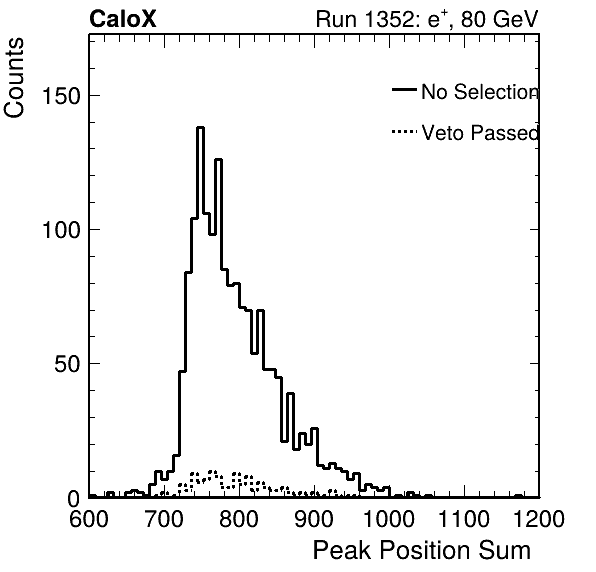 CaloX Run 1352: e⁺, 80 GeV
Counts
No Selection
Veto Passed
150
100
50
0
600 700 800 900 1000 1100 1200
Peak Position Sum